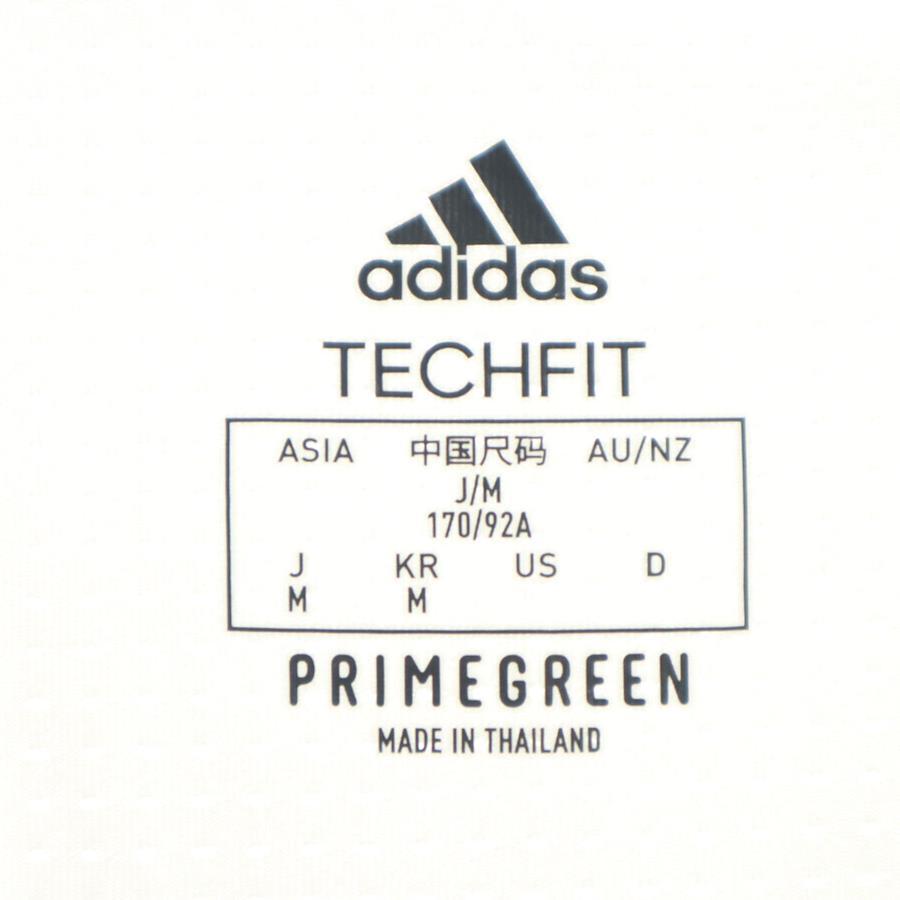 adidas
TECHFIT
ASIA 中国尺码 AU/NZ
J/M
170/92A
J KR US D
M M
PRIMEGREEN
MADE IN THAILAND